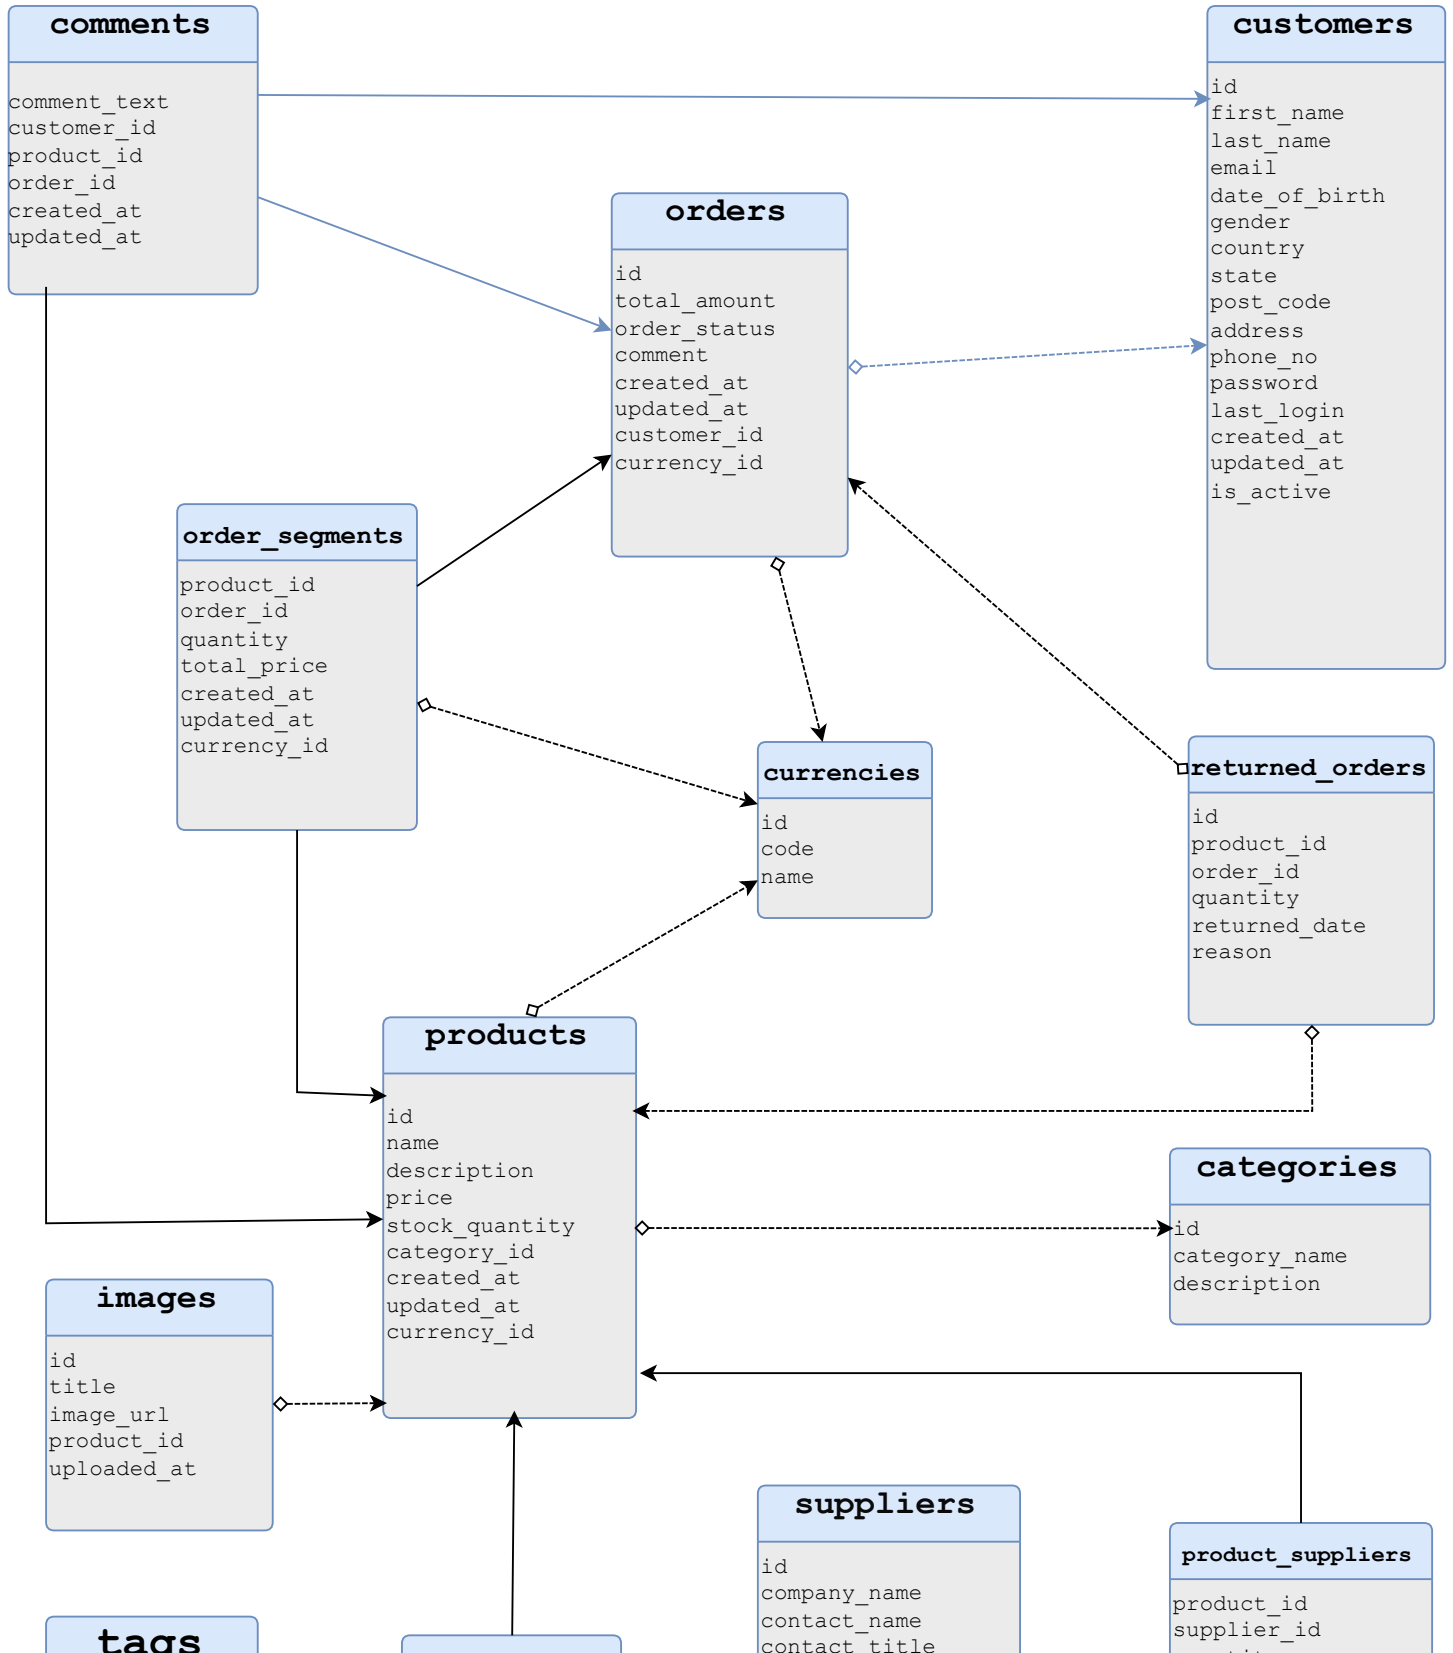 comments
comment_text
customer_id
product_id
order_id
created_at
updated_at
customers
id
first_name
last_name
email
date_of_birth
gender
country
state
post_code
address
phone_no
password
last_login
created_at
updated_at
is_active
orders
id
total_amount
order_status
comment
created_at
updated_at
customer_id
currency_id
order_segments
product_id
order_id
quantity
total_price
created_at
updated_at
currency_id
currencies
id
code
name
returned_orders
id
product_id
order_id
quantity
returned_date
reason
products
id
name
description
price
stock_quantity
category_id
created_at
updated_at
currency_id
categories
id
category_name
description
images
id
title
image_url
product_id
uploaded_at
suppliers
id
company_name
contact_name
contact_title
product_suppliers
product_id
supplier_id
tags